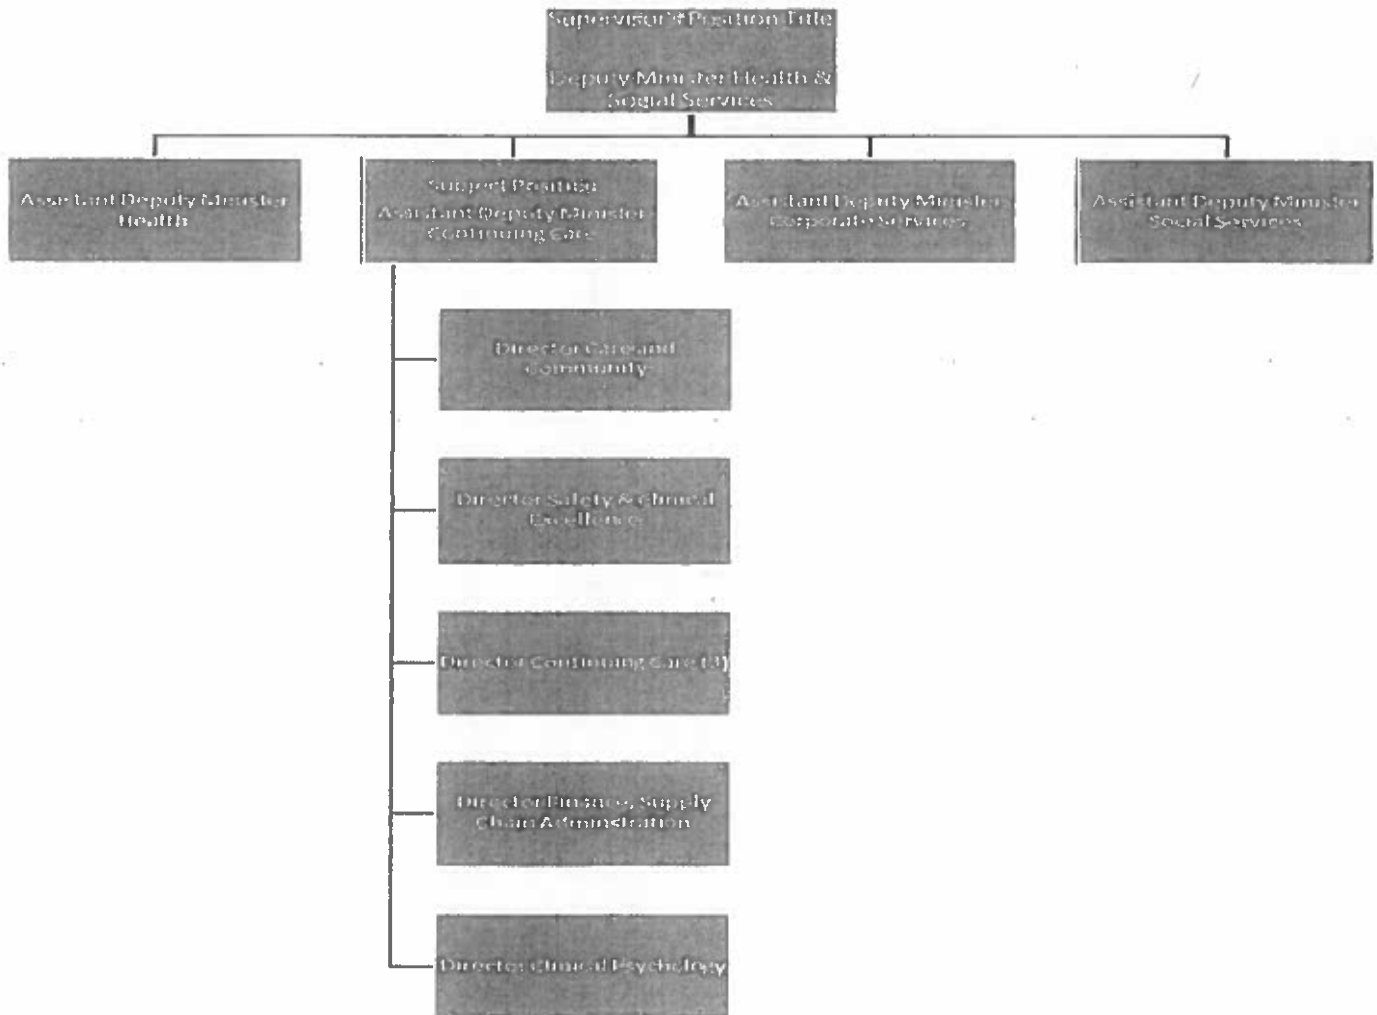 Supervisor's Position Title
Deputy Minister Health &
Social Services
Assistant Deputy Minister
Health
Subject Position
Assistant Deputy Minister
Continuing Care
Assistant Deputy Minister
Corporate Services
Assistant Deputy Minister
Social Services
Director Care and
Community
Director Safety & Clinical
Excellence
Director Continuing Care (3)
Director Finance, Supply
Chain Administration
Director Clinical Psychology